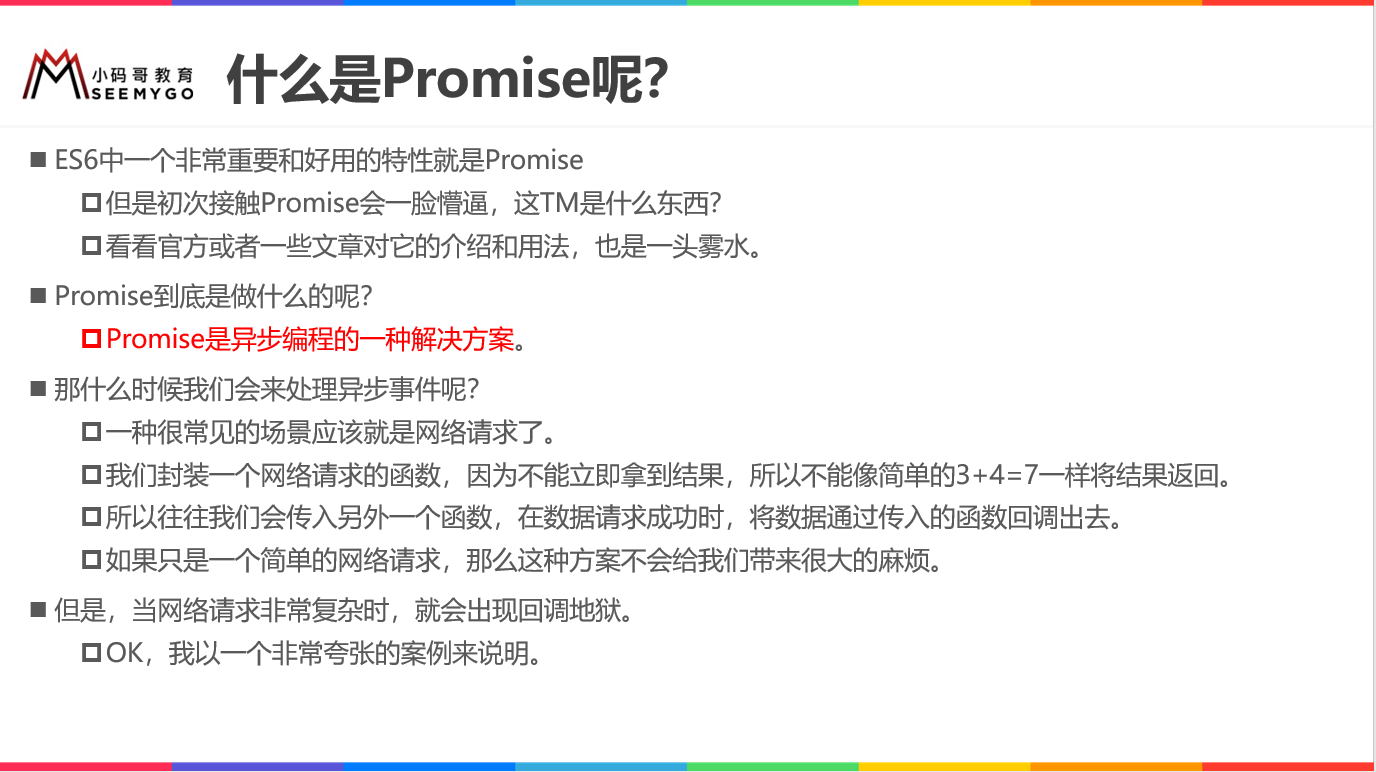 小码哥教育
SEEMYGO
什么是Promise呢？
ES6中一个非常重要和好用的特性就是Promise
但是初次接触Promise会一脸懵逼，这TM是什么东西？
看看官方或者一些文章对它的介绍和用法，也是一头雾水。
Promise到底是做什么的呢？
Promise是异步编程的一种解决方案。
那什么时候我们会来处理异步事件呢？
一种很常见的场景应该就是网络请求了。
我们封装一个网络请求的函数，因为不能立即拿到结果，所以不能像简单的3+4=7一样将结果返回。
所以往往我们会传入另外一个函数，在数据请求成功时，将数据通过传入的函数回调出去。
如果只是一个简单的网络请求，那么这种方案不会给我们带来很大的麻烦。
但是，当网络请求非常复杂时，就会出现回调地狱。
OK，我以一个非常夸张的案例来说明。